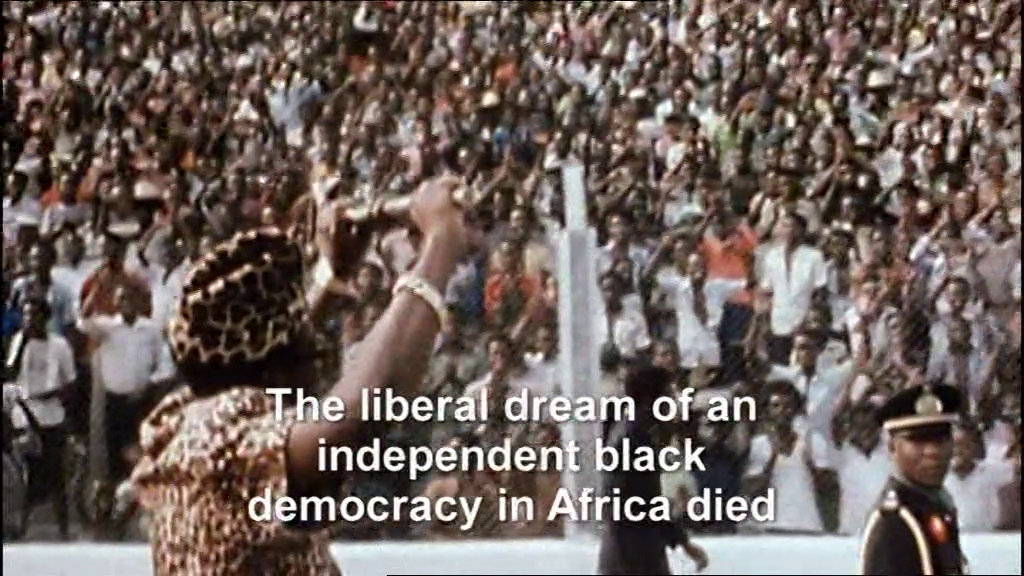 The liberal dream of an
independent black
democracy in Africa died